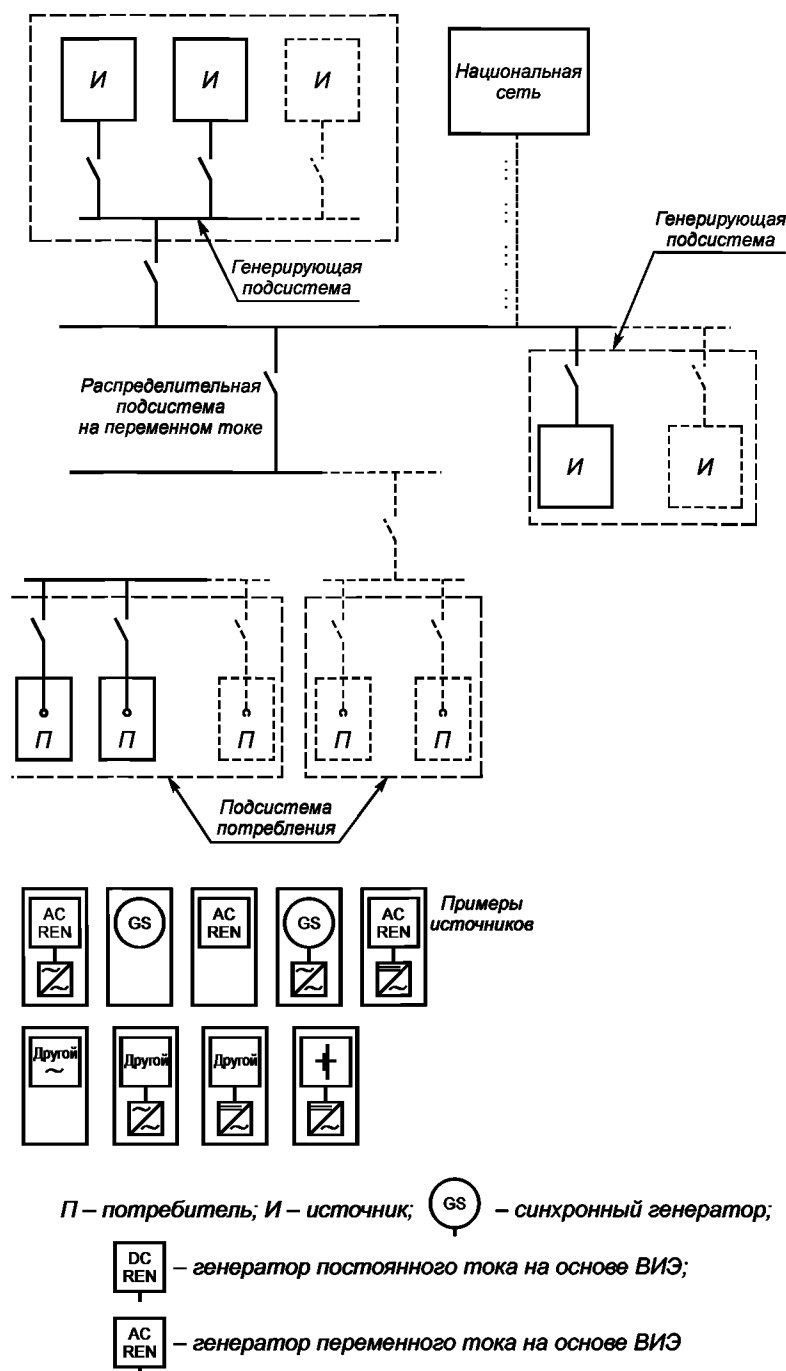 И
И
И
Национальная
сеть
Генерирующая
подсистема
Генерирующая
подсистема
Распределительная
подсистема
на переменном токе
И
И
П
П
П
П
П
Подсистема
потребления
AC
REN
GS
AC
REN
GS
AC
REN
Примеры
источников
Другой
~
Другой
Другой
П – потребитель; И – источник; GS – синхронный генератор;
DC
REN – генератор постоянного тока на основе ВИЭ;
AC
REN – генератор переменного тока на основе ВИЭ